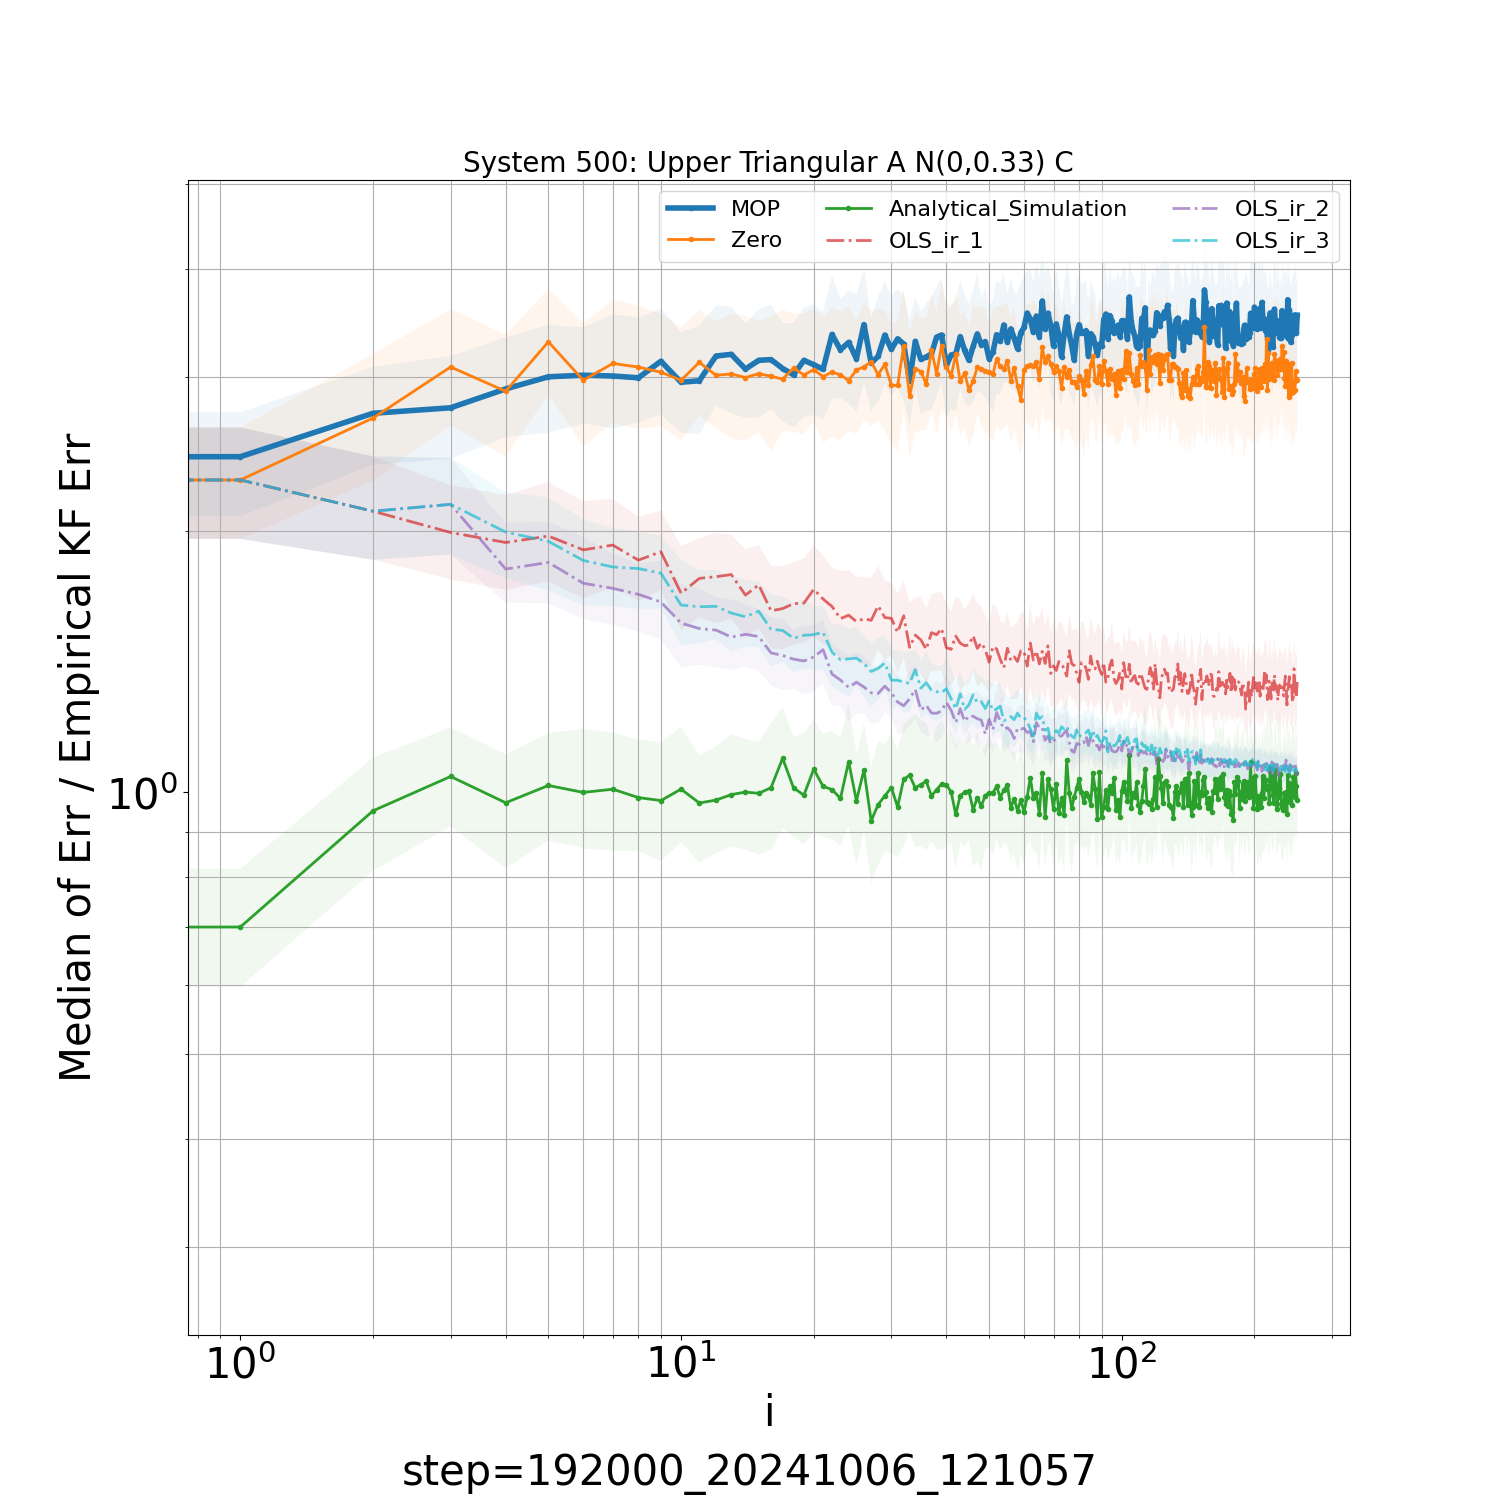 System 500: Upper Triangular A N(0,0.33) C
MOP
Zero
Analytical_Simulation
OLS_ir_1
OLS_ir_2
OLS_ir_3
Median of Err / Empirical KF Err
10⁰
10⁰
10¹
10²
i
step=192000_20241006_121057